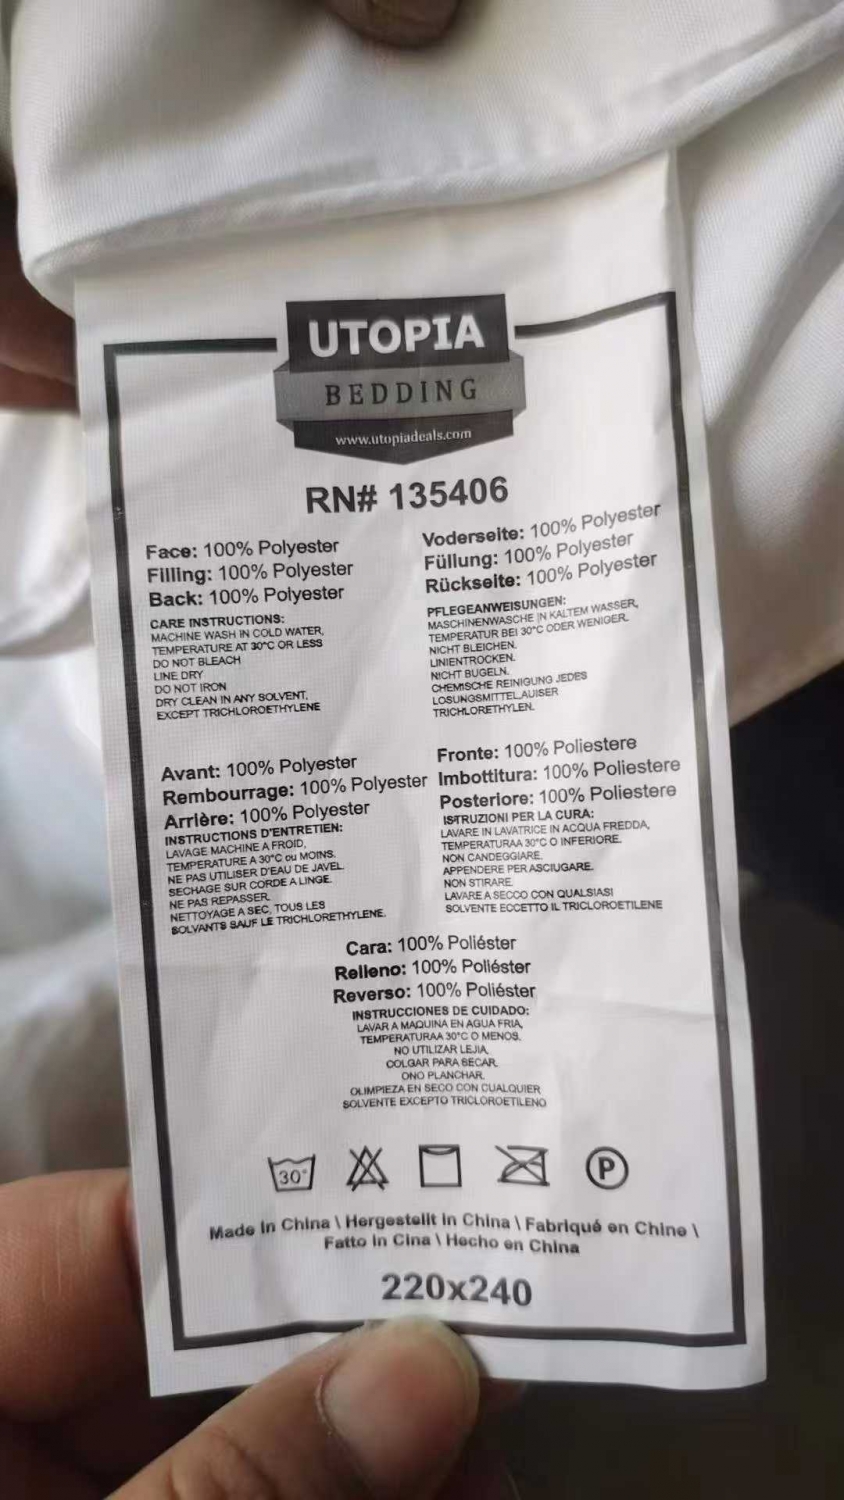 UTOPIA
BEDDING
www.utopiadeals.com
RN# 135406
Face: 100% Polyester
Filling: 100% Polyester
Back: 100% Polyester
CARE INSTRUCTIONS:
MACHINE WASH IN COLD WATER,
TEMPERATURE AT 30°C OR LESS
DO NOT BLEACH
LINE DRY
DO NOT IRON
DRY CLEAN IN ANY SOLVENT,
EXCEPT TRICHLOROETHYLENE
Voderseite: 100% Polyester
Füllung: 100% Polyester
Rückseite: 100% Polyester
PFLEGEANWEISUNGEN:
MASCHINENWASCHE IN KALTEM WASSER,
TEMPERATUR BEI 30°C ODER WENIGER.
NICHT BLEICHEN.
LINIENTROCKEN.
NICHT BUGELN.
CHEMISCHE REINIGUNG JEDES
LOSUNGSMITTEL,AUISER
TRICHLORETHYLEN.
Avant: 100% Polyester
Rembourrage: 100% Polyester
Arrière: 100% Polyester
INSTRUCTIONS D'ENTRETIEN:
LAVAGE MACHINE A FROID,
TEMPERATURE A 30°C ou MOINS.
NE PAS UTILISER D'EAU DE JAVEL
SECHAGE SUR CORDE A LINGE.
NE PAS REPASSER.
NETTOYAGE A SEC, TOUS LES
SOLVANTS SAUF LE TRICHLORETHYLENE.
Fronte: 100% Poliestere
Imbottitura: 100% Poliestere
Posteriore: 100% Poliestere
ISTRUZIONI PER LA CURA:
LAVARE IN LAVATRICE IN ACQUA FREDDA,
TEMPERATURAA 30°C O INFERIORE.
NON CANDEGGIARE.
APPENDERE PER ASCIUGARE.
NON STIRARE.
LAVARE A SECCO CON QUALSIASI
SOLVENTE ECCETTO IL TRICLOROETILENE
Cara: 100% Poliéster
Relleno: 100% Poliéster
Reverso: 100% Poliéster
INSTRUCCIONES DE CUIDADO:
LAVAR A MAQUINA EN AGUA FRIA,
TEMPERATURAA 30°C O MENOS.
NO UTILIZAR LEJIA.
COLGAR PARA SECAR.
ONO PLANCHAR.
OLIMPIEZA EN SECO CON CUALQUIER
SOLVENTE EXCEPTO TRICLOROETILENO
30° P
Made in China \ Hergestellt in China \ Fabriqué en Chine \
Fatto in Cina \ Hecho en China
220x240